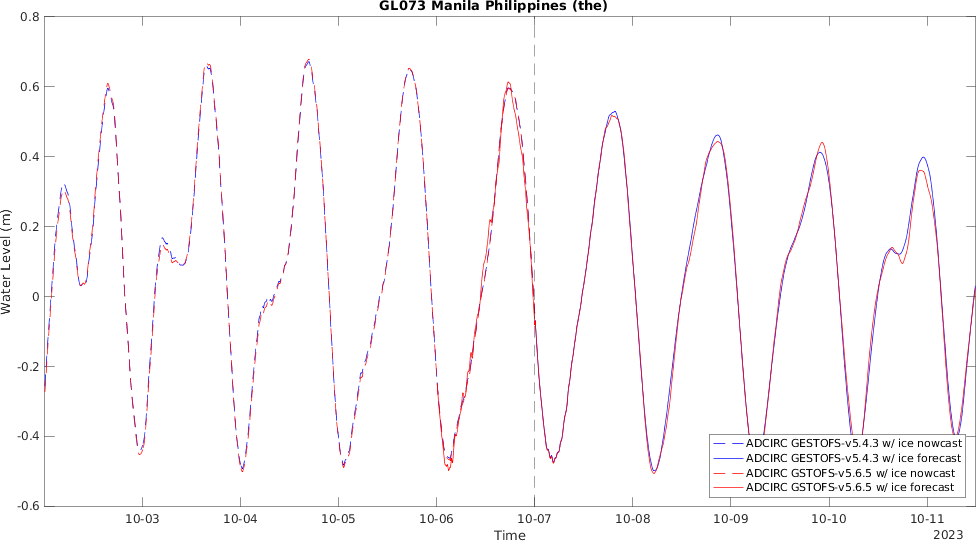 GL073 Manila Philippines (the)
Water Level (m)
0.8
0.6
0.4
0.2
0
-0.2
-0.4
-0.6
ADCIRC GESTOFS-v5.4.3 w/ ice nowcast
ADCIRC GESTOFS-v5.4.3 w/ ice forecast
ADCIRC GSTOFS-v5.6.5 w/ ice nowcast
ADCIRC GSTOFS-v5.6.5 w/ ice forecast
10-03 10-04 10-05 10-06 10-07 10-08 10-09 10-10 10-11
Time
2023